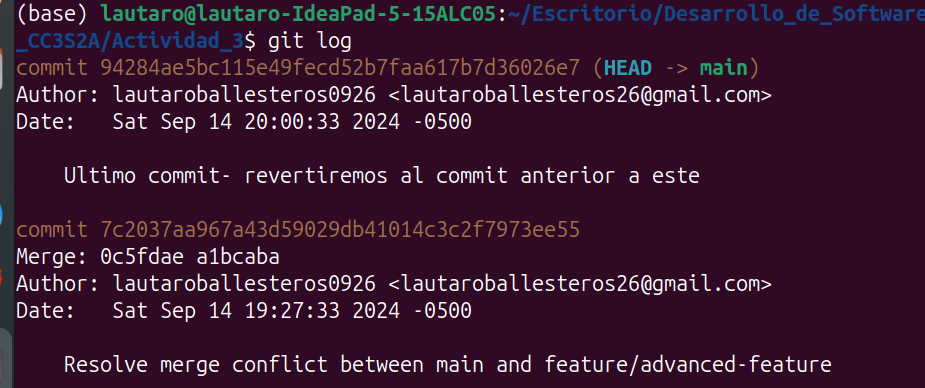 (base) lautaro@lautaro-IdeaPad-5-15ALC05:~/Escritorio/Desarrollo_de_Software
_CC3S2A/Actividad_3$ git log
commit 94284ae5bc115e49fecd52b7faa617b7d36026e7 (HEAD -> main)
Author: lautaroballesteros0926 <lautaroballesteros26@gmail.com>
Date:   Sat Sep 14 20:00:33 2024 -0500
    Ultimo commit- revertiremos al commit anterior a este
commit 7c2037aa967a43d59029db41014c3c2f7973ee55
Merge: 0c5fdae a1bcaba
Author: lautaroballesteros0926 <lautaroballesteros26@gmail.com>
Date:   Sat Sep 14 19:27:33 2024 -0500
    Resolve merge conflict between main and feature/advanced-feature